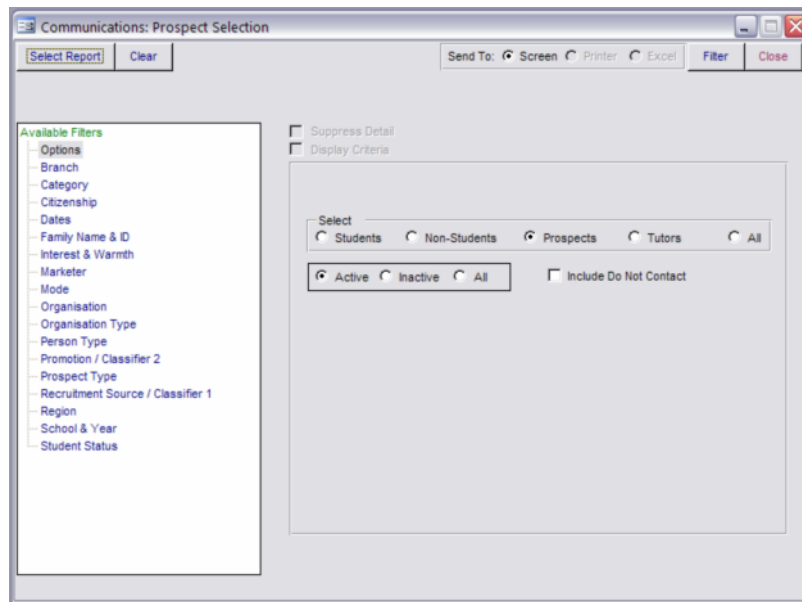 Communications: Prospect Selection
Select Report Clear Send To: Screen Printer Excel Filter Close
Available Filters
Options
Branch
Category
Citizenship
Dates
Family Name & ID
Interest & Warmth
Marketer
Mode
Organisation
Organisation Type
Person Type
Promotion / Classifier 2
Prospect Type
Recruitment Source / Classifier 1
Region
School & Year
Student Status
Suppress Detail
Display Criteria
Select
Students Non-Students Prospects Tutors All
Active Inactive All Include Do Not Contact